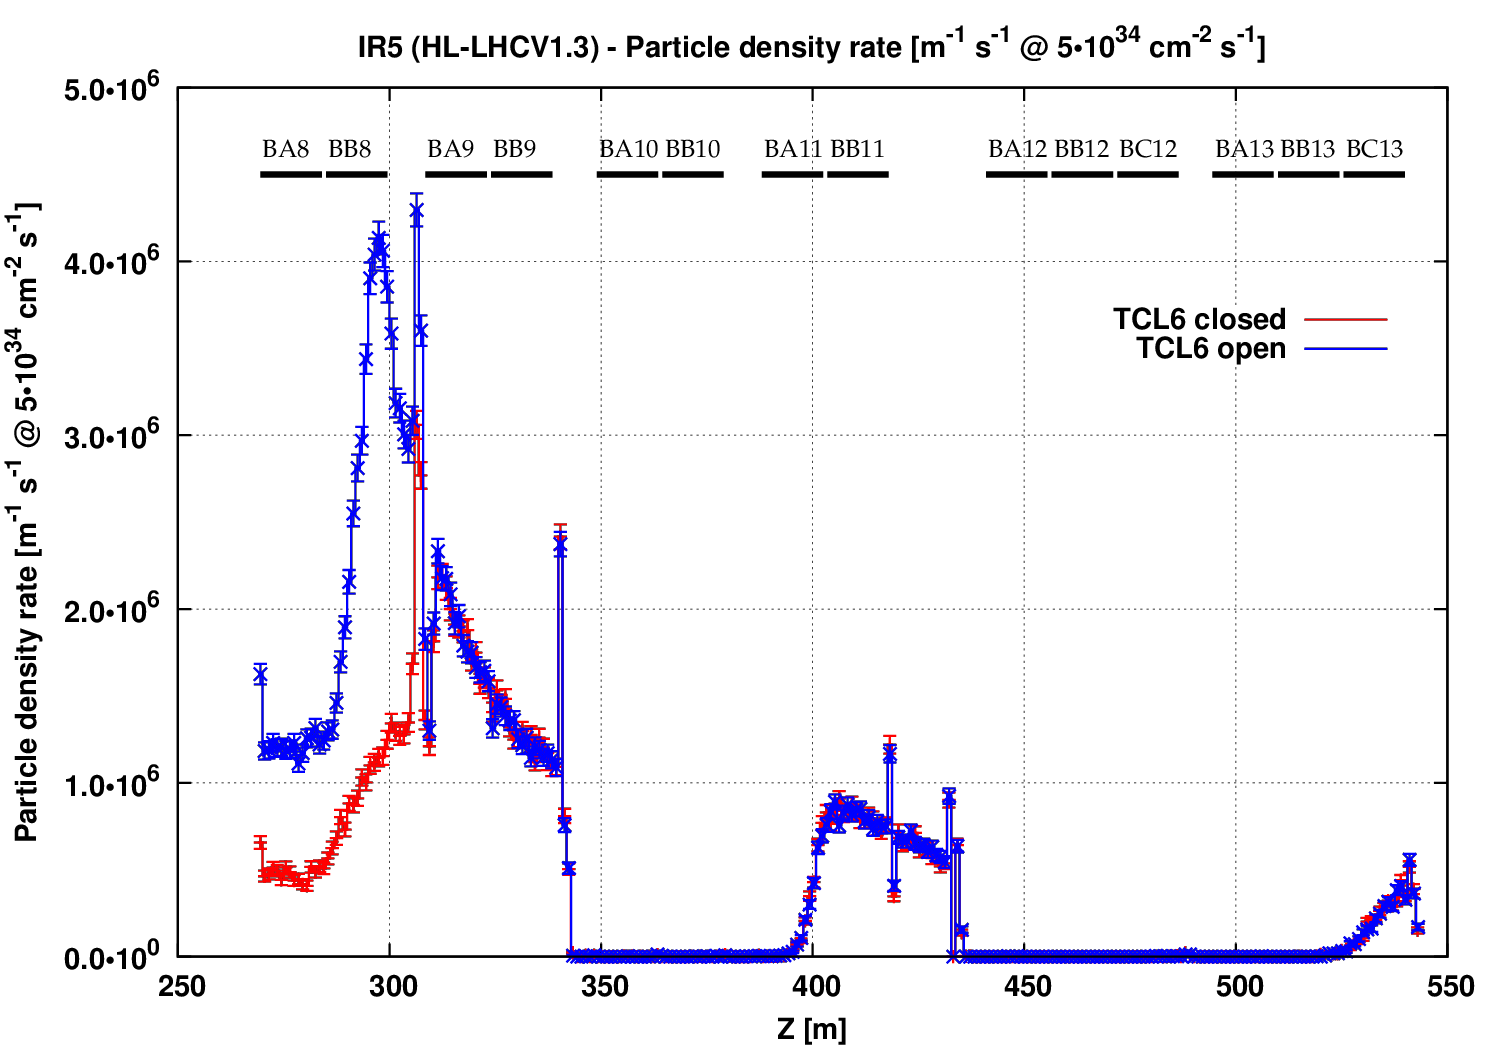 IR5 (HL-LHCV1.3) - Particle density rate [m⁻¹ s⁻¹ @ 5•10³⁴ cm⁻² s⁻¹]
5.0•10⁶
BA8 BB8 BA9 BB9 BA10 BB10 BA11 BB11 BA12 BB12 BC12 BA13 BB13 BC13
4.0•10⁶
TCL6 closed
TCL6 open
3.0•10⁶
2.0•10⁶
1.0•10⁶
0.0•10⁰
Particle density rate [m⁻¹ s⁻¹ @ 5•10³⁴ cm⁻² s⁻¹]
250 300 350 400 450 500 550
Z [m]